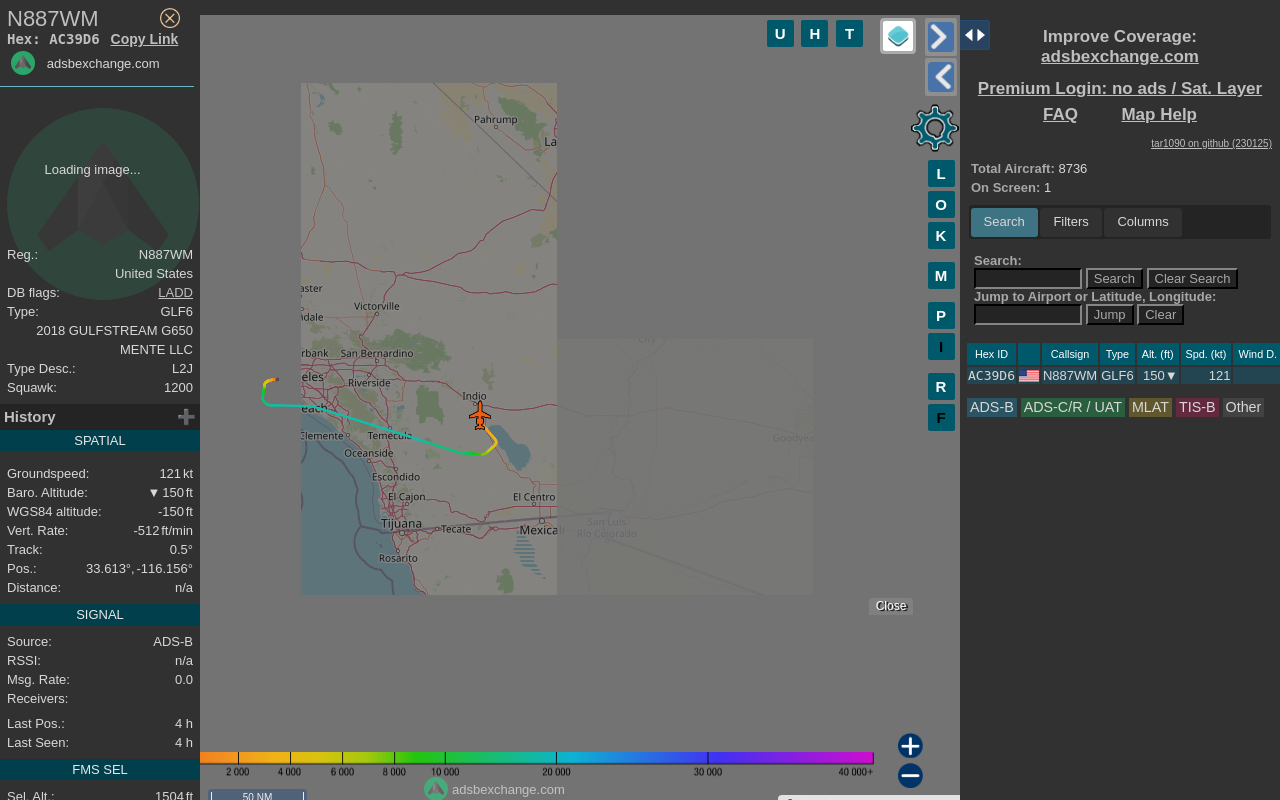 N887WM
Hex: AC39D6 Copy Link
adsbexchange.com
Loading image...
Reg.: N887WM
United States
DB flags: LADD
Type: GLF6
2018 GULFSTREAM G650
MENTE LLC
Type Desc.: L2J
Squawk: 1200
History
SPATIAL
Groundspeed: 121 kt
Baro. Altitude: ▼ 150 ft
WGS84 altitude: -150 ft
Vert. Rate: -512 ft/min
Track: 0.5°
Pos.: 33.613°, -116.156°
Distance: n/a
SIGNAL
Source: ADS-B
RSSI: n/a
Msg. Rate: 0.0
Receivers:
Last Pos.: 4 h
Last Seen: 4 h
FMS SEL
Sel. Alt.: 1504 ft
U H T
L
O
K
M
P
I
R
F
Pahrump
La
aster
dale
Victorville
rbank San Bernardino
eles
Riverside
each
Indio
Clemente Temecula
Oceanside
Escondido
El Cajon El Centro
Tijuana Tecate Mexicali
Rosarito
City
Goodyea
San Luis
Río Colorado
Close
2 000 4 000 6 000 8 000 10 000 20 000 30 000 40 000+
adsbexchange.com
50 NM
Improve Coverage:
adsbexchange.com
Premium Login: no ads / Sat. Layer
FAQ Map Help
tar1090 on github (230125)
Total Aircraft: 8736
On Screen: 1
Search Filters Columns
Search:
Search Clear Search
Jump to Airport or Latitude, Longitude:
Jump Clear
Hex ID Callsign Type Alt. (ft) Spd. (kt) Wind D.
AC39D6 N887WM GLF6 150▼ 121
ADS-B ADS-C/R / UAT MLAT TIS-B Other